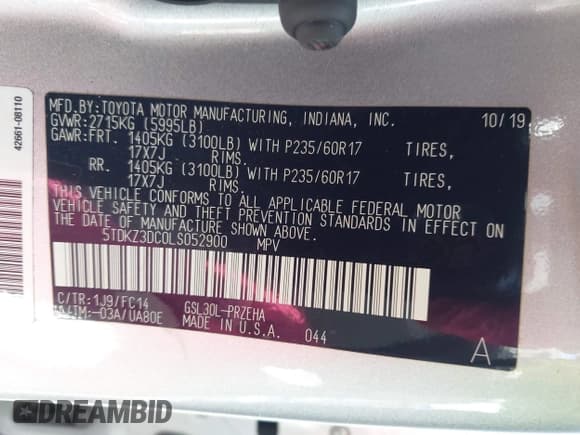 MFD.BY:TOYOTA MOTOR MANUFACTURING, INDIANA, INC. 10/19
GVWR:2715KG (5995LB)
GAWR:FRT. 1405KG (3100LB) WITH P235/60R17 TIRES,
17X7J RIMS.
RR. 1405KG (3100LB) WITH P235/60R17 TIRES,
17X7J RIMS.
THIS VEHICLE CONFORMS TO ALL APPLICABLE FEDERAL MOTOR
VEHICLE SAFETY AND THEFT PREVENTION STANDARDS IN EFFECT ON
THE DATE OF MANUFACTURE SHOWN ABOVE.
5TDKZ3DC0LS052900 MPV
C/TR:1J9/FC14 GSL30L-PRZEHA
-03A/UA80E MADE IN U.S.A. 044
A
42661-08110
DREAMBID